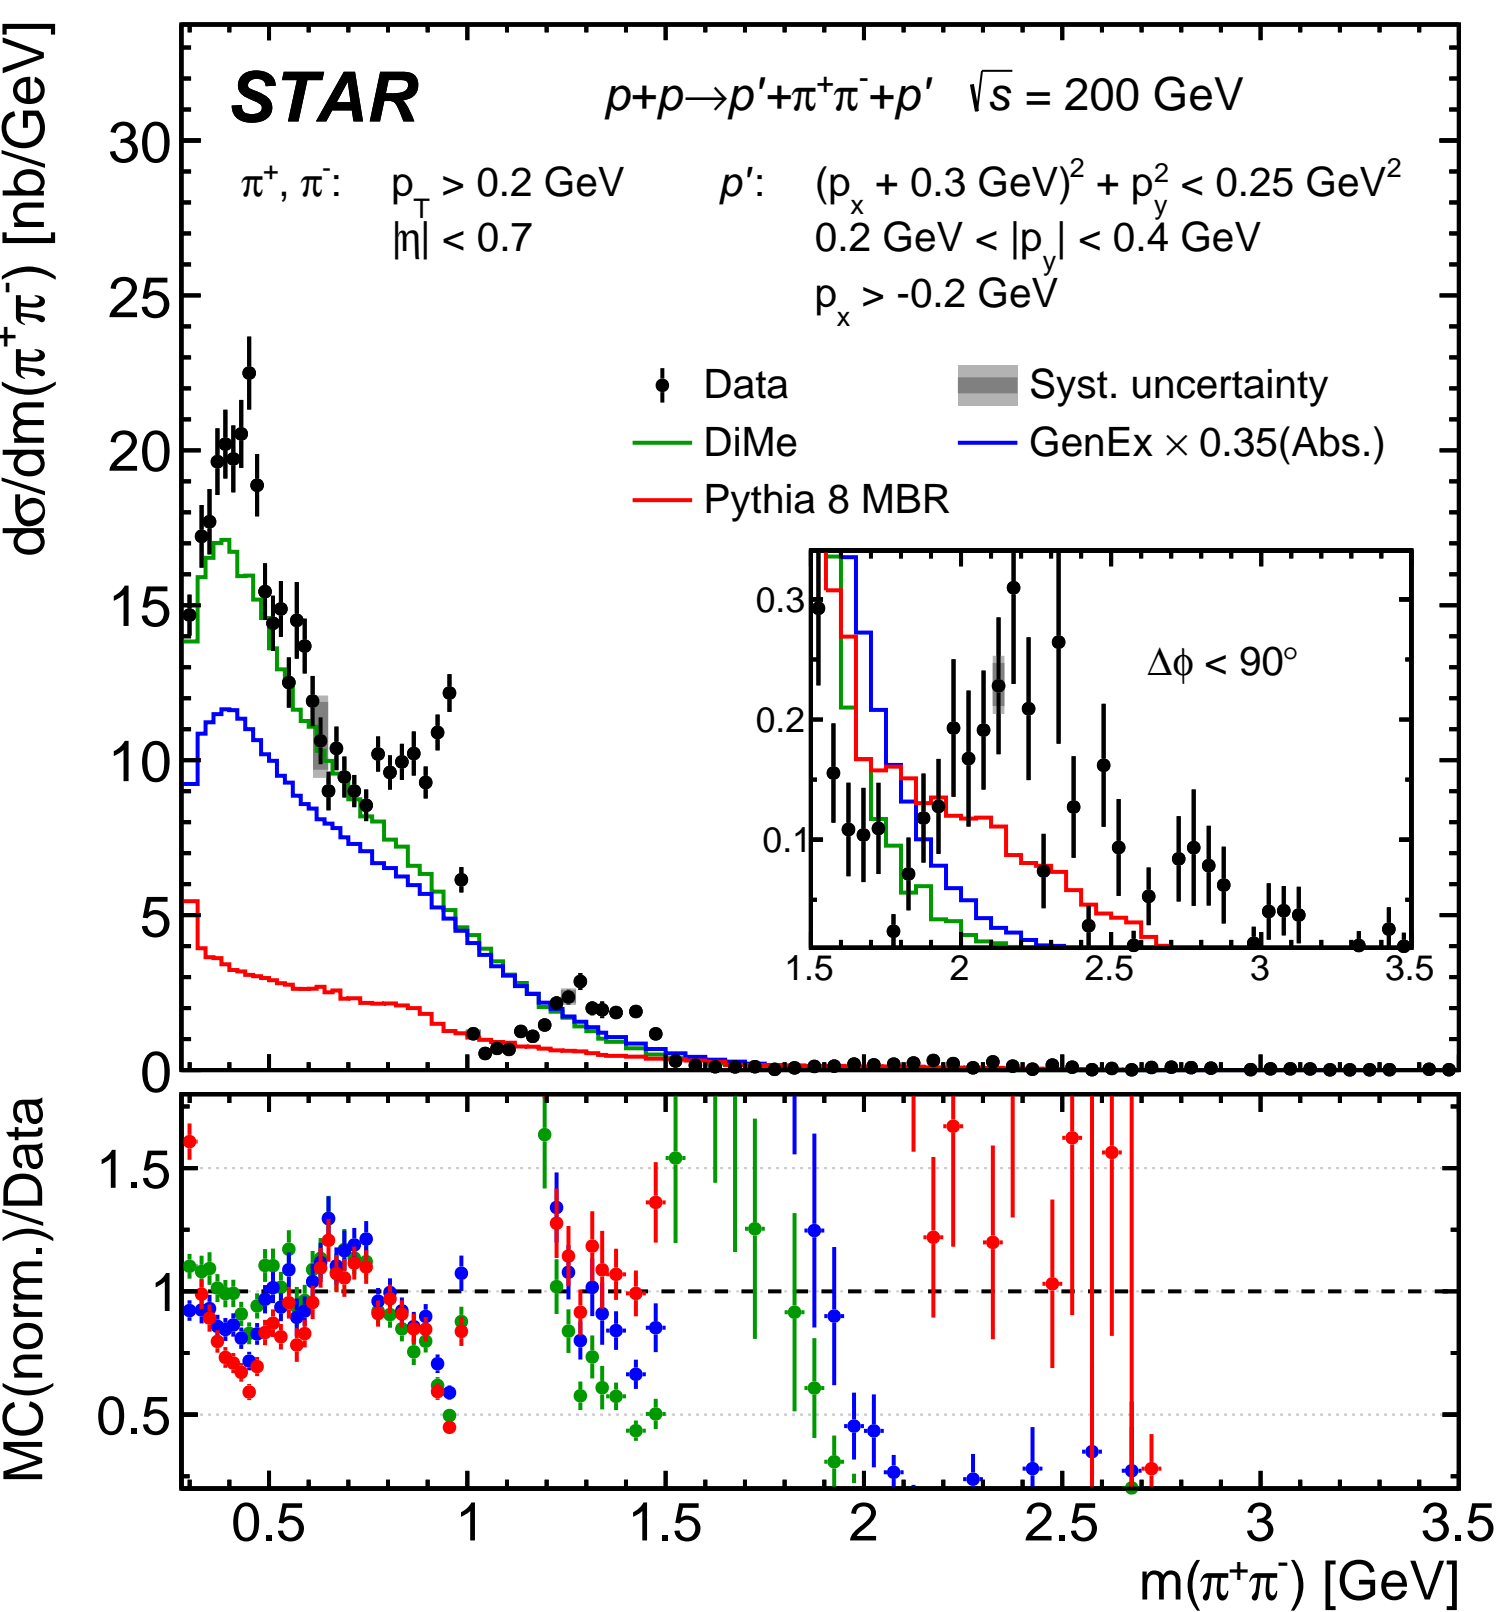 STAR
p+p→p′+π⁺π⁻+p′ √s = 200 GeV
π⁺, π⁻: p_T > 0.2 GeV p′: (p_x + 0.3 GeV)² + p_y² < 0.25 GeV²
|η| < 0.7 0.2 GeV < |p_y| < 0.4 GeV
p_x > -0.2 GeV
Data Syst. uncertainty
DiMe GenEx × 0.35(Abs.)
Pythia 8 MBR
dσ/dm(π⁺π⁻) [nb/GeV]
30
25
20
15
10
5
0
Δϕ < 90°
0.3
0.2
0.1
1.5 2 2.5 3 3.5
MC(norm.)/Data
1.5
1
0.5
0.5 1 1.5 2 2.5 3 3.5
m(π⁺π⁻) [GeV]